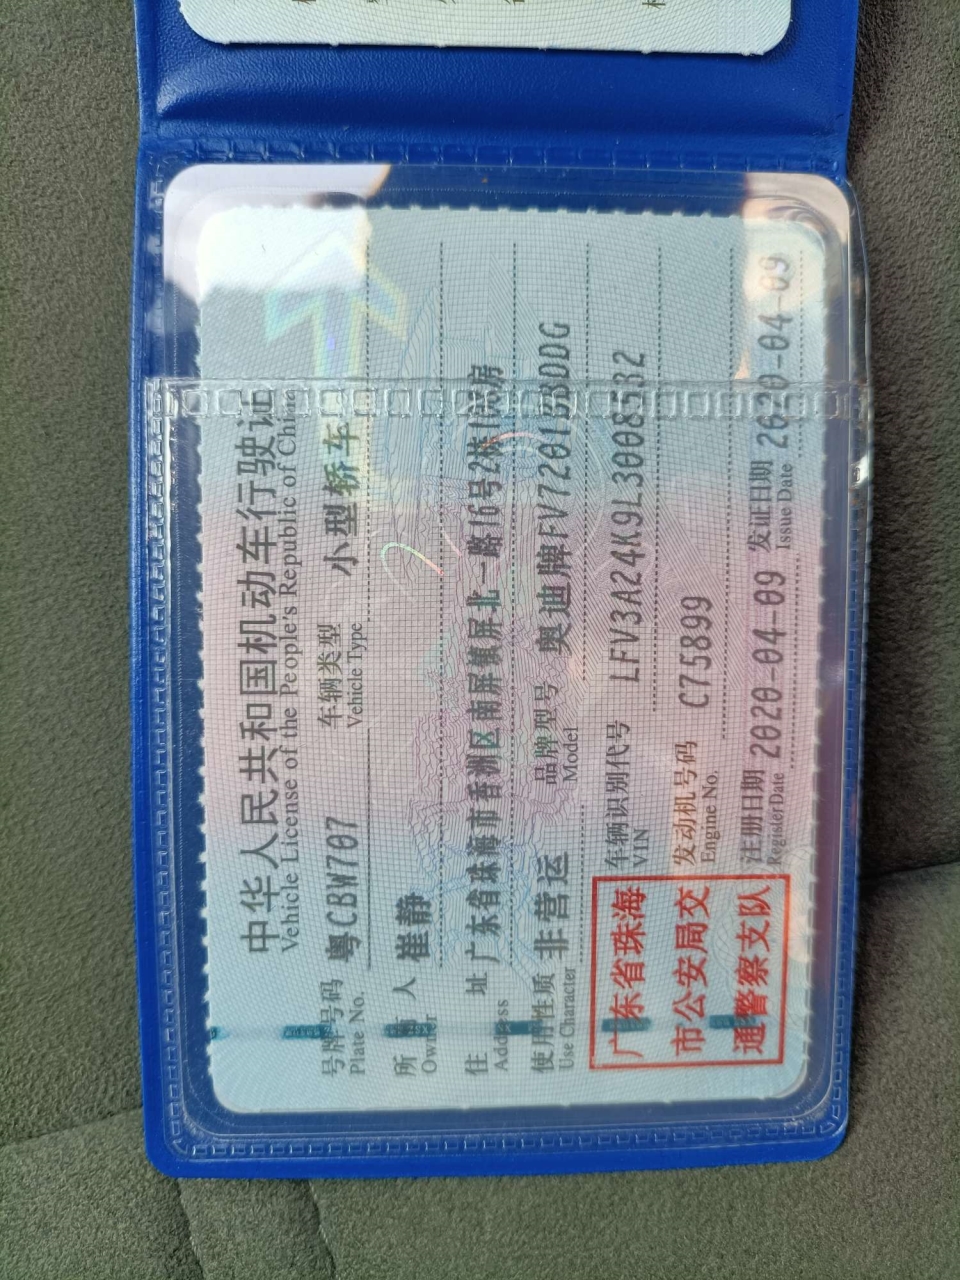 中华人民共和国机动车行驶证
Vehicle License of the People's Republic of China
号牌号码 粤CBW707 车辆类型 小型轿车
Plate No. Vehicle Type
所有人 崔静
Owner
住址 广东省珠海市香洲区南屏镇屏北一路16号2栋
Address
使用性质 非营运 品牌型号 奥迪牌FV7201B3DDG
Use Character Model
车辆识别代号 LFV3A24K9L3008532
VIN
发动机号码 C75899
Engine No.
注册日期 2020-04-09 发证日期 2020-04-09
Register Date Issue Date
广东省珠海
市公安局交
通警察支队